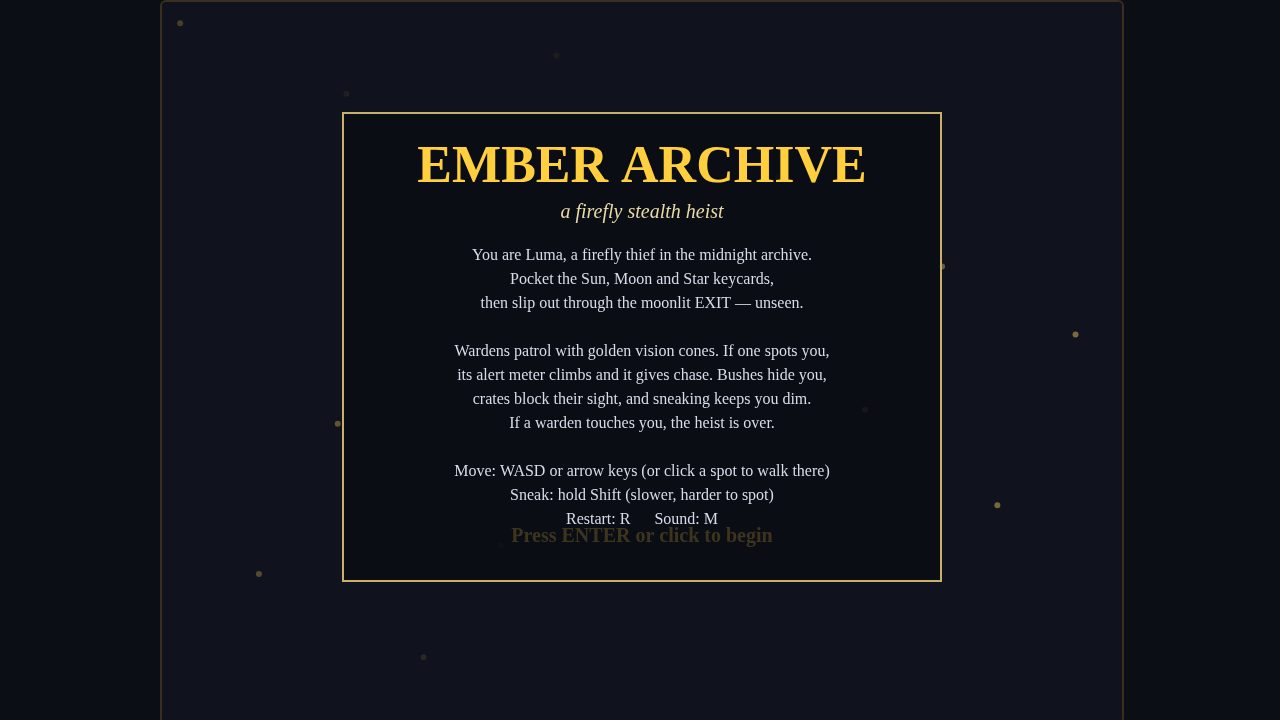 EMBER ARCHIVE
a firefly stealth heist
You are Luma, a firefly thief in the midnight archive.
Pocket the Sun, Moon and Star keycards,
then slip out through the moonlit EXIT — unseen.
Wardens patrol with golden vision cones. If one spots you,
its alert meter climbs and it gives chase. Bushes hide you,
crates block their sight, and sneaking keeps you dim.
If a warden touches you, the heist is over.
Move: WASD or arrow keys (or click a spot to walk there)
Sneak: hold Shift (slower, harder to spot)
Restart: R      Sound: M
Press ENTER or click to begin